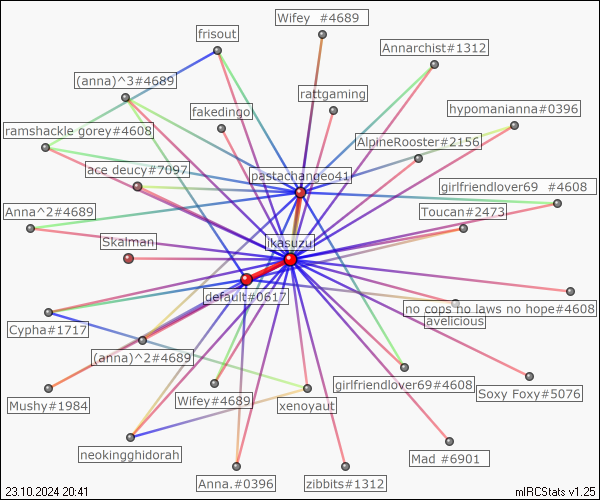 Wifey #4689
frisout
Annarchist#1312
(anna)^3#4689
rattgaming
fakedingo
hypomanianna#0396
ramshackle gorey#4608
AlpineRooster#2156
ace deucy#7097
pastachangeo41
girlfriendlover69 #4608
Anna^2#4689
Toucan#2473
Skalman
jkasuzu
default#0617
no cops no laws no hope#4608
avelicious
Cypha#1717
(anna)^2#4689
girlfriendlover69#4608
Soxy Foxy#5076
Mushy#1984
Wifey#4689
xenoyaut
neokingghidorah
Mad #6901
Anna.#0396
zibbits#1312
23.10.2024 20:41
mIRCStats v1.25